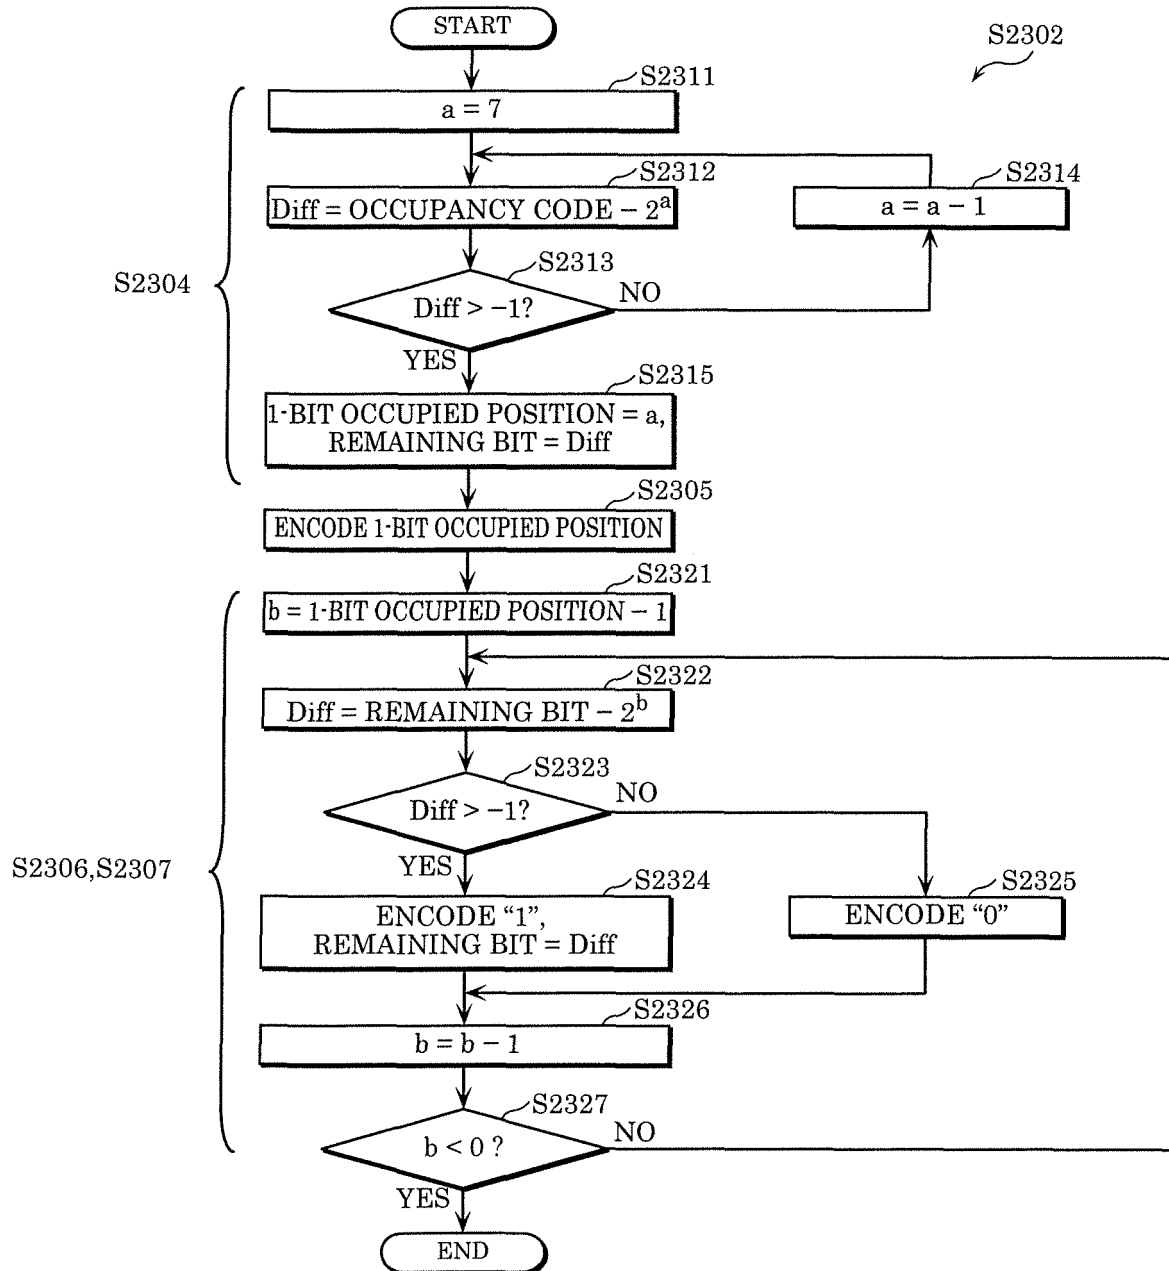 START
S2302
S2311
a = 7
S2312
S2314
Diff = OCCUPANCY CODE − 2^a
a = a − 1
S2313
S2304
Diff > −1?
NO
YES
S2315
1-BIT OCCUPIED POSITION = a,
REMAINING BIT = Diff
S2305
ENCODE 1-BIT OCCUPIED POSITION
S2321
b = 1-BIT OCCUPIED POSITION − 1
S2322
Diff = REMAINING BIT − 2^b
S2323
Diff > −1?
NO
YES
S2306,S2307
S2324
S2325
ENCODE “1”,
REMAINING BIT = Diff
ENCODE “0”
S2326
b = b − 1
S2327
b < 0 ?
NO
YES
END